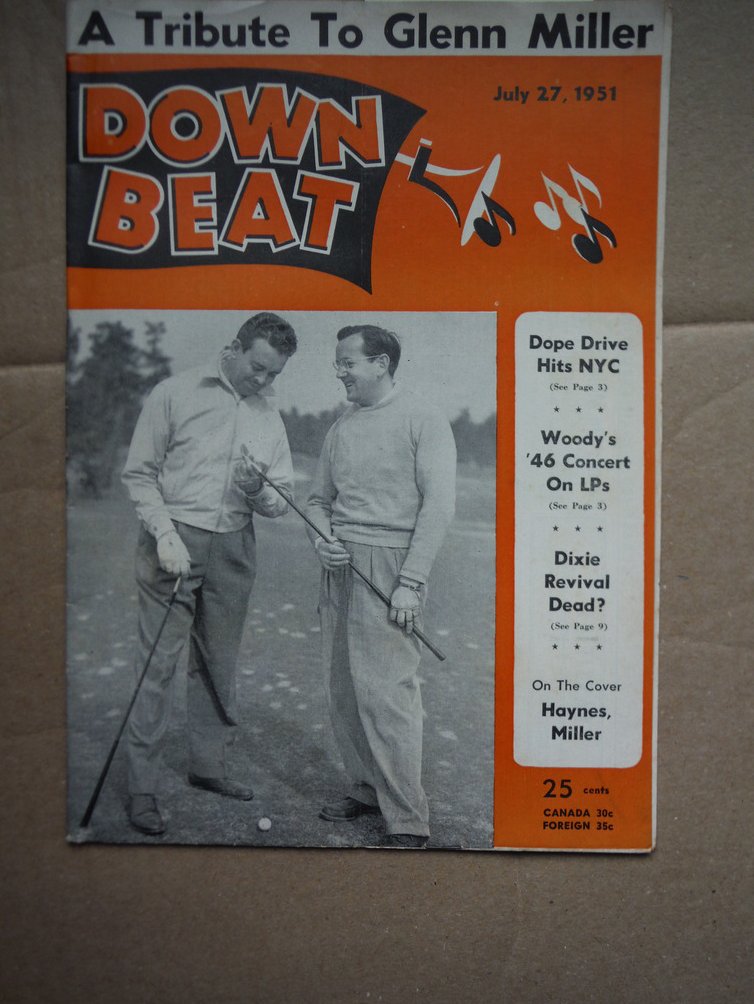 A Tribute To Glenn Miller
DOWN
BEAT
July 27, 1951
Dope Drive
Hits NYC
(See Page 3)
★ ★ ★
Woody's
'46 Concert
On LPs
(See Page 3)
★ ★ ★
Dixie
Revival
Dead?
(See Page 9)
★ ★ ★
On The Cover
Haynes,
Miller
25 cents
CANADA 30c
FOREIGN 35c